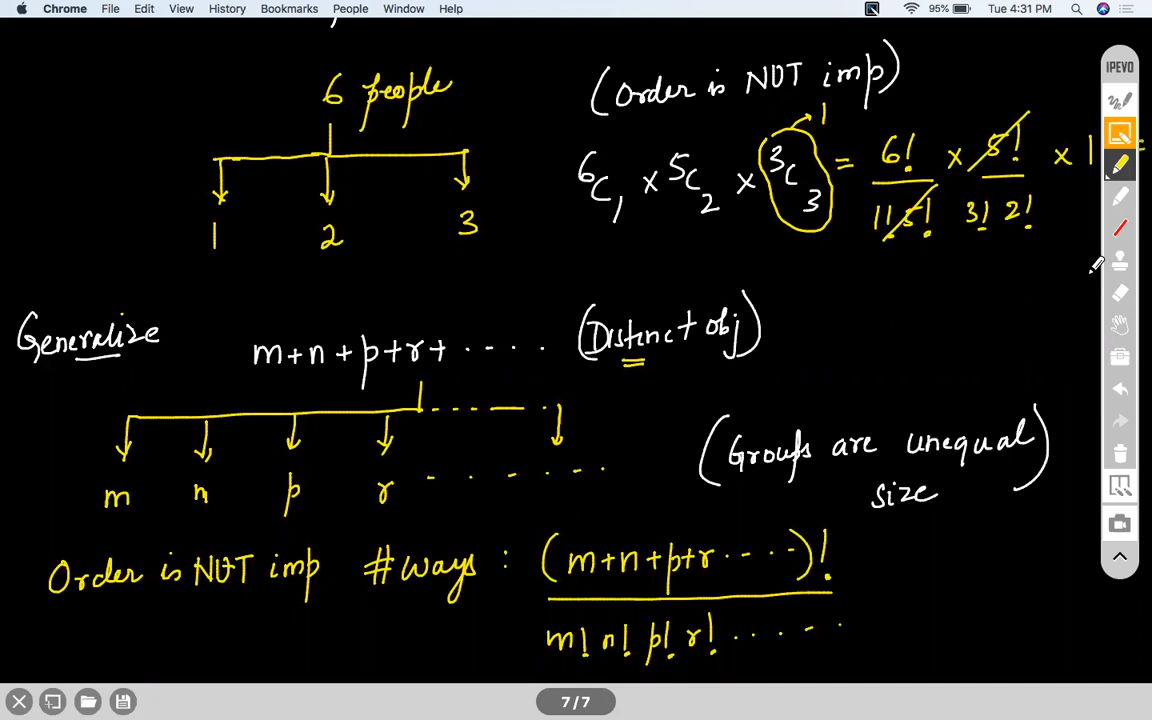 Chrome File Edit View History Bookmarks People Window Help 95% Tue 4:31 PM
IPEVO
6 people
1 2 3
(Order is NOT imp)
⁶C₁ × ⁵C₂ × ³C₃ → 1 = 6!/1!5! × 5!/3!2! × 1 =
Generalize m+n+p+r+ ..... (Distinct obj)
m n p r - - - - - -
(Groups are unequal
size)
Order is NOT imp #ways : (m+n+p+r.....)!
m! n! p! r! ......
7/7